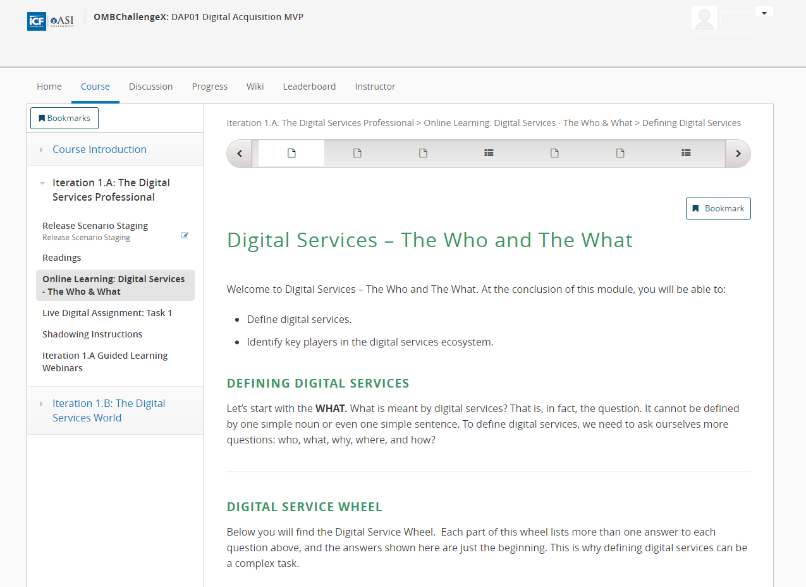 ICF ASI OMBChallengeX: DAP01 Digital Acquisition MVP
Home Course Discussion Progress Wiki Leaderboard Instructor
Bookmarks
Course Introduction
Iteration 1.A: The Digital
Services Professional
Release Scenario Staging
Release Scenario Staging
Readings
Online Learning: Digital Services
- The Who & What
Live Digital Assignment: Task 1
Shadowing Instructions
Iteration 1.A Guided Learning
Webinars
Iteration 1.B: The Digital
Services World
Iteration 1.A: The Digital Services Professional > Online Learning: Digital Services - The Who & What > Defining Digital Services
Bookmark
Digital Services – The Who and The What
Welcome to Digital Services – The Who and The What. At the conclusion of this module, you will be able to:
• Define digital services.
• Identify key players in the digital services ecosystem.
DEFINING DIGITAL SERVICES
Let's start with the WHAT. What is meant by digital services? That is, in fact, the question. It cannot be defined
by one simple noun or even one simple sentence. To define digital services, we need to ask ourselves more
questions: who, what, why, where, and how?
DIGITAL SERVICE WHEEL
Below you will find the Digital Service Wheel. Each part of this wheel lists more than one answer to each
question above, and the answers shown here are just the beginning. This is why defining digital services can be
a complex task.